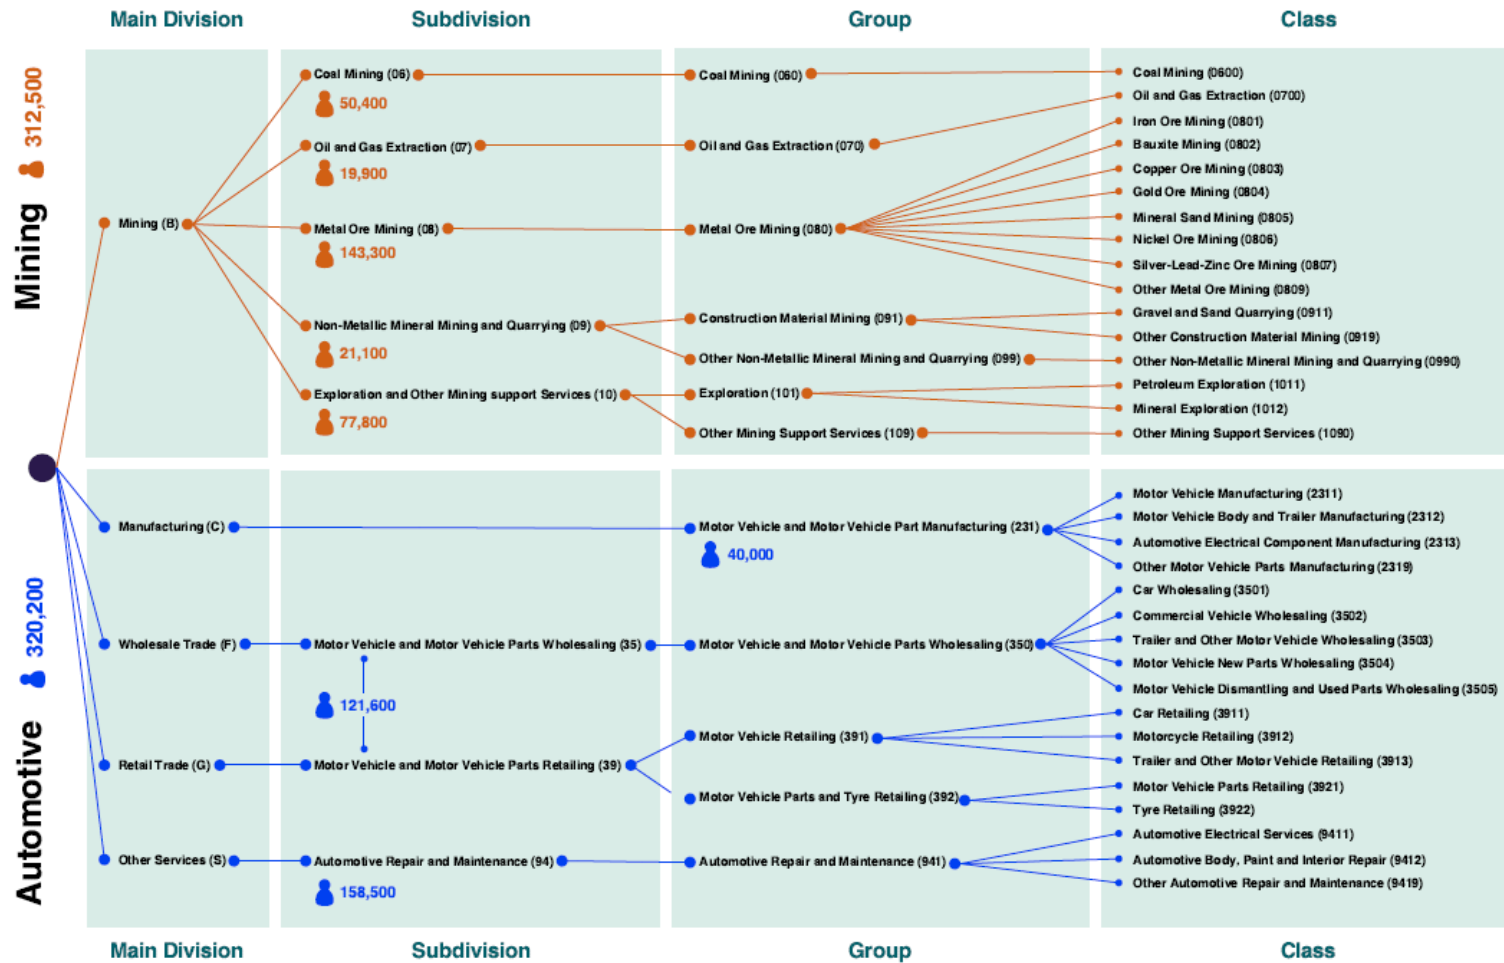 Main Division
Subdivision
Group
Class
Mining 312,500
Mining (B)
Coal Mining (06)
50,400
Oil and Gas Extraction (07)
19,900
Metal Ore Mining (08)
143,300
Non-Metallic Mineral Mining and Quarrying (09)
21,100
Exploration and Other Mining support Services (10)
77,800
Coal Mining (060)
Oil and Gas Extraction (070)
Metal Ore Mining (080)
Construction Material Mining (091)
Other Non-Metallic Mineral Mining and Quarrying (099)
Exploration (101)
Other Mining Support Services (109)
Coal Mining (0600)
Oil and Gas Extraction (0700)
Iron Ore Mining (0801)
Bauxite Mining (0802)
Copper Ore Mining (0803)
Gold Ore Mining (0804)
Mineral Sand Mining (0805)
Nickel Ore Mining (0806)
Silver-Lead-Zinc Ore Mining (0807)
Other Metal Ore Mining (0809)
Gravel and Sand Quarrying (0911)
Other Construction Material Mining (0919)
Other Non-Metallic Mineral Mining and Quarrying (0990)
Petroleum Exploration (1011)
Mineral Exploration (1012)
Other Mining Support Services (1090)
Automotive 320,200
Manufacturing (C)
Wholesale Trade (F)
Retail Trade (G)
Other Services (S)
Motor Vehicle and Motor Vehicle Parts Wholesaling (35)
121,600
Motor Vehicle and Motor Vehicle Parts Retailing (39)
Automotive Repair and Maintenance (94)
158,500
Motor Vehicle and Motor Vehicle Part Manufacturing (231)
40,000
Motor Vehicle and Motor Vehicle Parts Wholesaling (350)
Motor Vehicle Retailing (391)
Motor Vehicle Parts and Tyre Retailing (392)
Automotive Repair and Maintenance (941)
Motor Vehicle Manufacturing (2311)
Motor Vehicle Body and Trailer Manufacturing (2312)
Automotive Electrical Component Manufacturing (2313)
Other Motor Vehicle Parts Manufacturing (2319)
Car Wholesaling (3501)
Commercial Vehicle Wholesaling (3502)
Trailer and Other Motor Vehicle Wholesaling (3503)
Motor Vehicle New Parts Wholesaling (3504)
Motor Vehicle Dismantling and Used Parts Wholesaling (3505)
Car Retailing (3911)
Motorcycle Retailing (3912)
Trailer and Other Motor Vehicle Retailing (3913)
Motor Vehicle Parts Retailing (3921)
Tyre Retailing (3922)
Automotive Electrical Services (9411)
Automotive Body, Paint and Interior Repair (9412)
Other Automotive Repair and Maintenance (9419)
Main Division
Subdivision
Group
Class